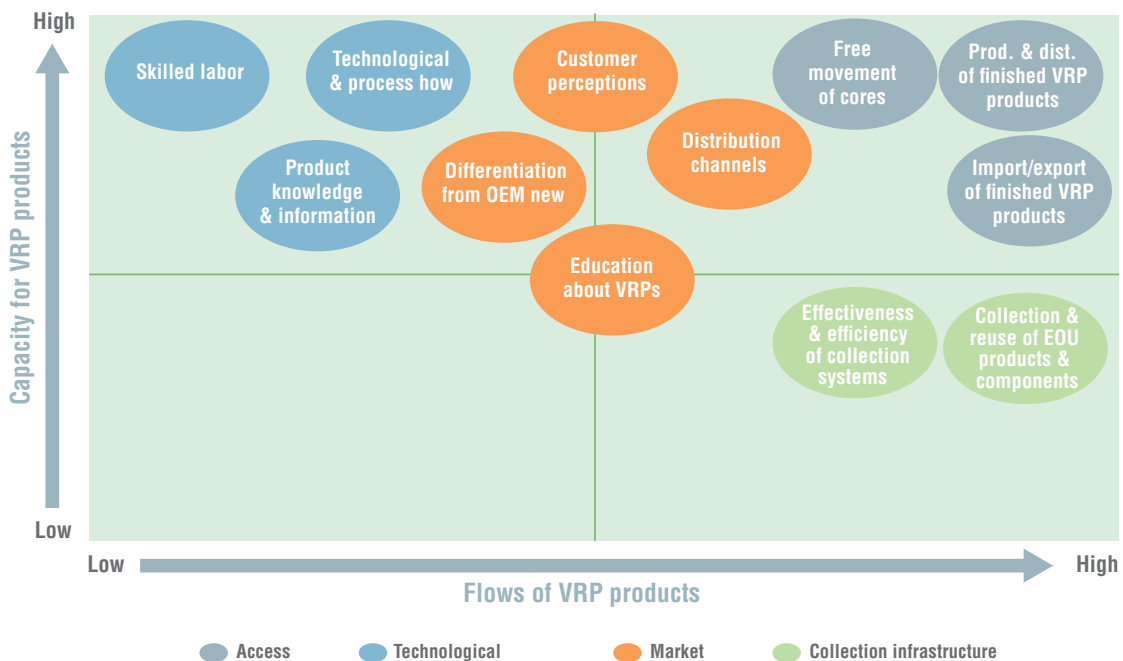 High
Capacity for VRP products
Low
Skilled labor
Technological
& process how
Customer
perceptions
Free
movement
of cores
Prod. & dist.
of finished VRP
products
Product
knowledge
& information
Differentiation
from OEM new
Distribution
channels
Import/export
of finished VRP
products
Education
about VRPs
Effectiveness
& efficiency
of collection
systems
Collection &
reuse of EOU
products &
components
Low
High
Flows of VRP products
Access
Technological
Market
Collection infrastructure